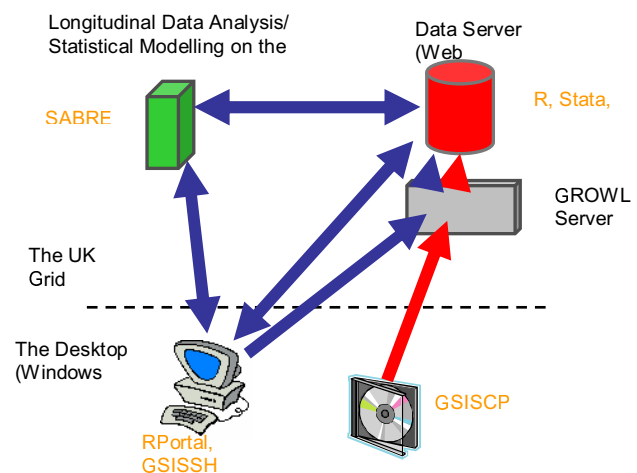 Longitudinal Data Analysis/
Statistical Modelling on the
Data Server
(Web
SABRE
R, Stata,
GROWL
Server
The UK
Grid
The Desktop
(Windows
GSISCP
RPortal,
GSISSH